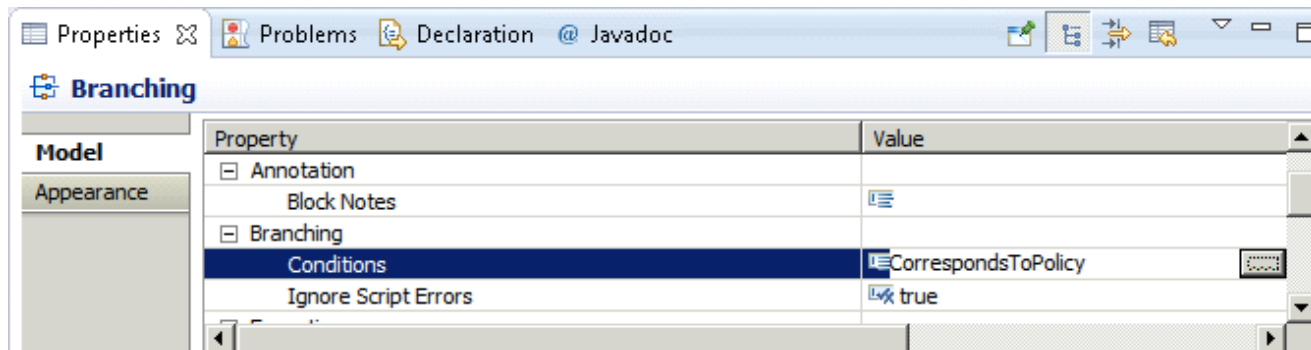 Properties Problems Declaration @ Javadoc
Branching
Model
Appearance
Property Value
Annotation
Block Notes
Branching
Conditions CorrespondsToPolicy
Ignore Script Errors true